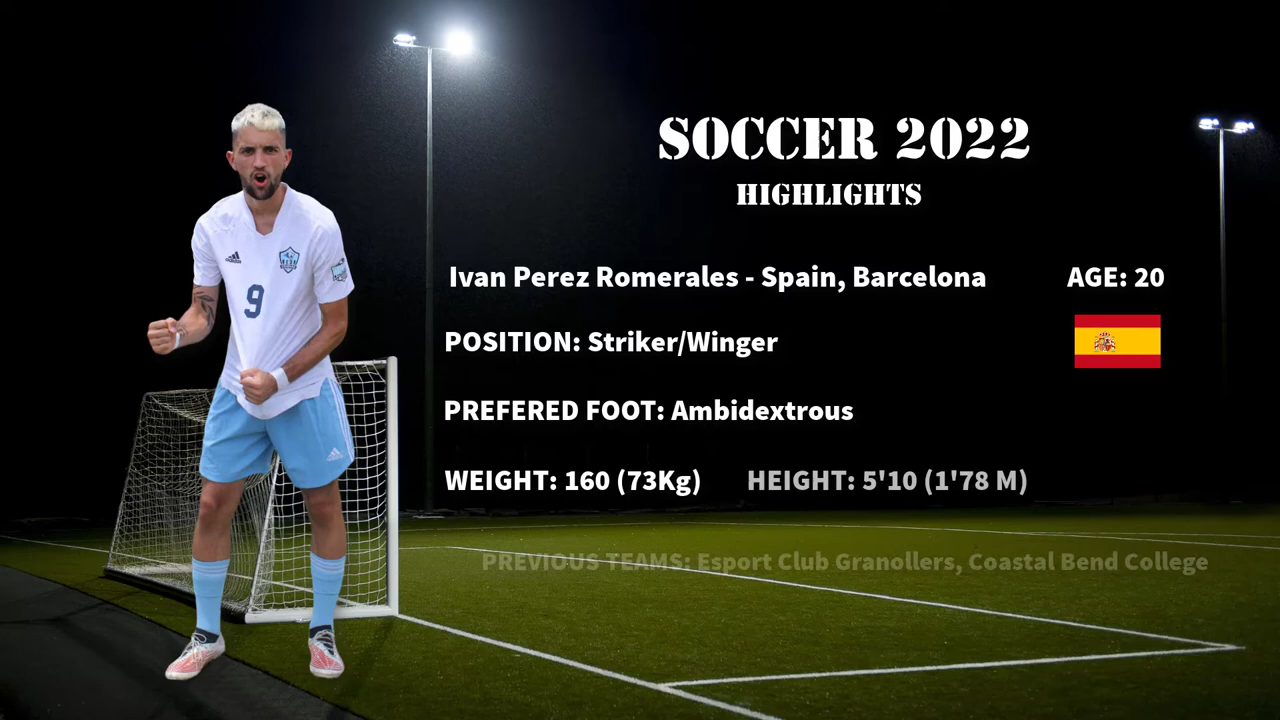 SOCCER 2022
HIGHLIGHTS
Ivan Perez Romerales - Spain, Barcelona
AGE: 20
POSITION: Striker/Winger
PREFERED FOOT: Ambidextrous
WEIGHT: 160 (73Kg)
HEIGHT: 5'10 (1'78 M)
PREVIOUS TEAMS: Esport Club Granollers, Coastal Bend College
adidas
9